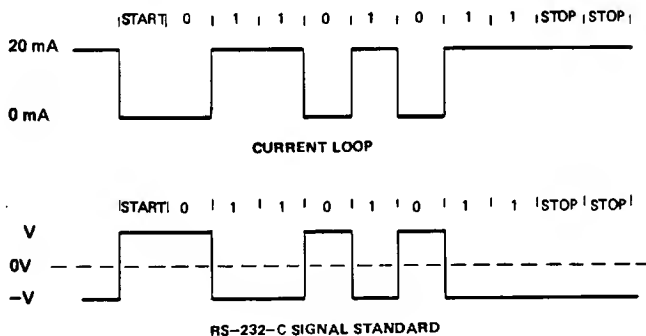 START 0 1 1 0 1 0 1 1 STOP STOP
20 mA
0 mA
CURRENT LOOP
START 0 1 1 0 1 0 1 1 STOP STOP
V
0V
-V
RS-232-C SIGNAL STANDARD